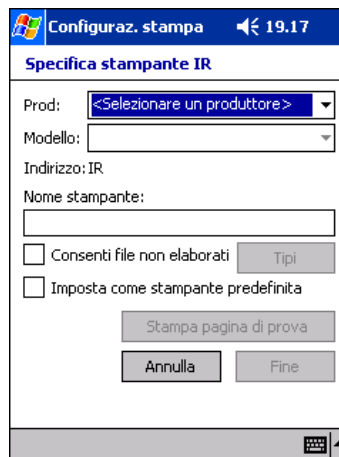 Configuraz. stampa 19.17
Specifica stampante IR
Prod: <Selezionare un produttore>
Modello:
Indirizzo: IR
Nome stampante:
Consenti file non elaborati Tipi
Imposta come stampante predefinita
Stampa pagina di prova
Annulla Fine